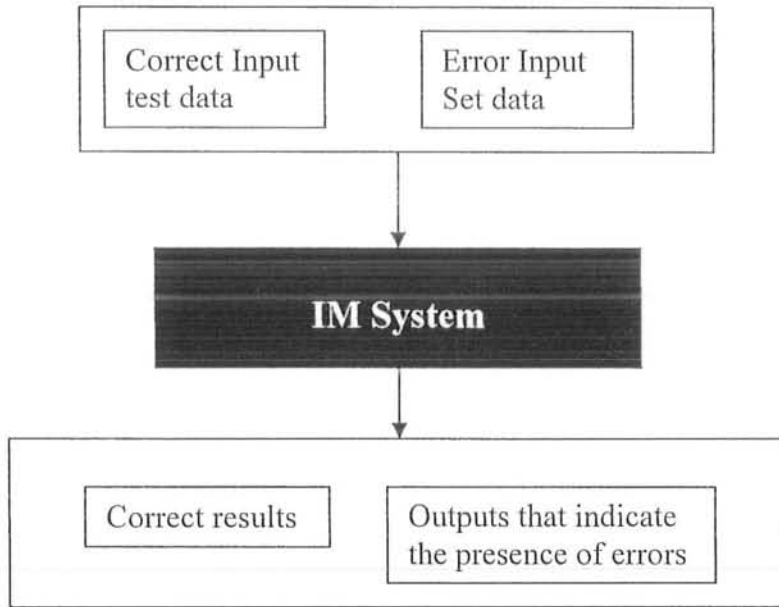 Correct Input
test data
Error Input
Set data
IM System
Correct results
Outputs that indicate
the presence of errors